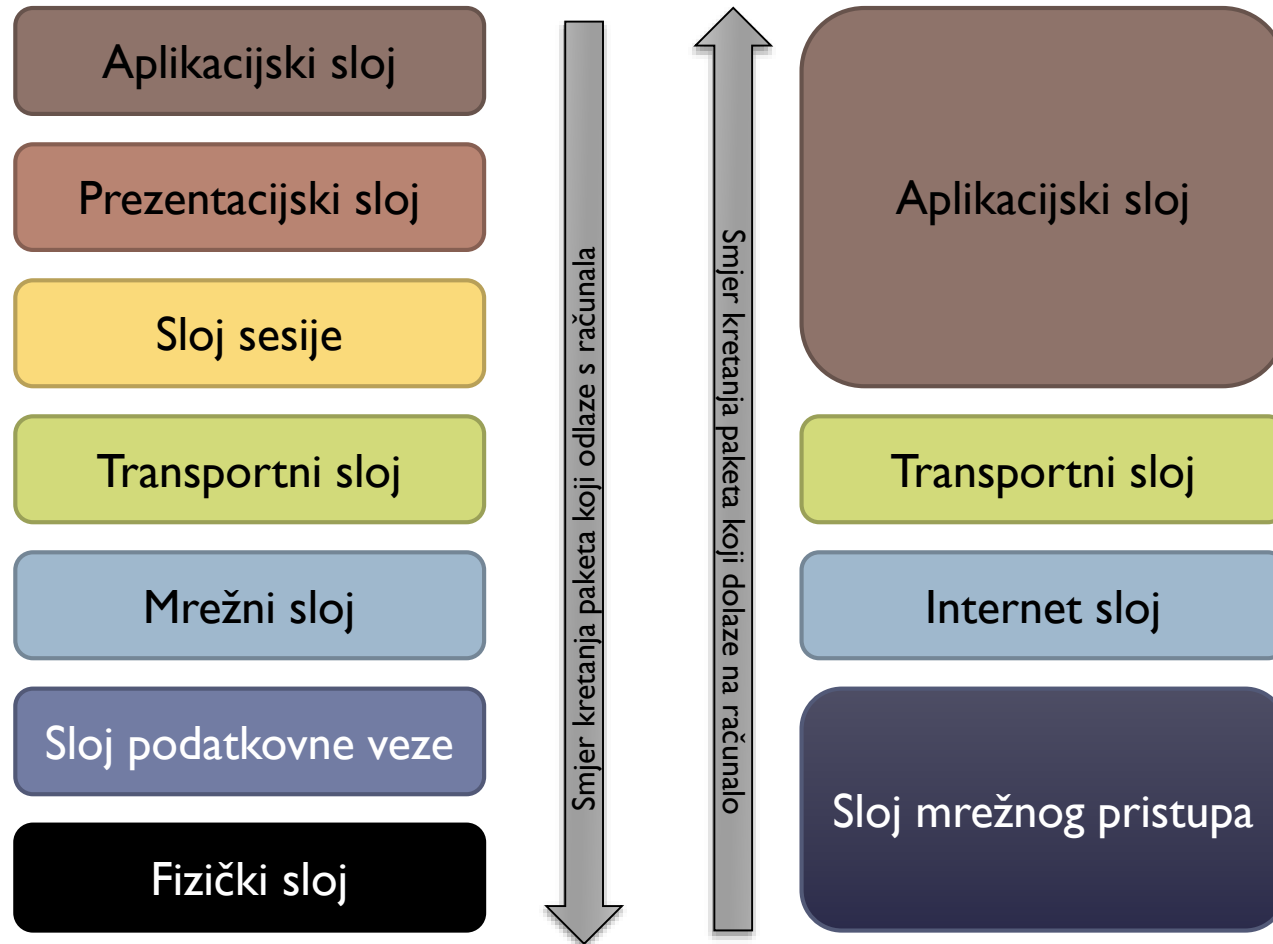 Aplikacijski sloj
Prezentacijski sloj
Sloj sesije
Transportni sloj
Mrežni sloj
Sloj podatkovne veze
Fizički sloj
Smjer kretanja paketa koji odlaze s računala
Smjer kretanja paketa koji dolaze na računalo
Aplikacijski sloj
Transportni sloj
Internet sloj
Sloj mrežnog pristupa